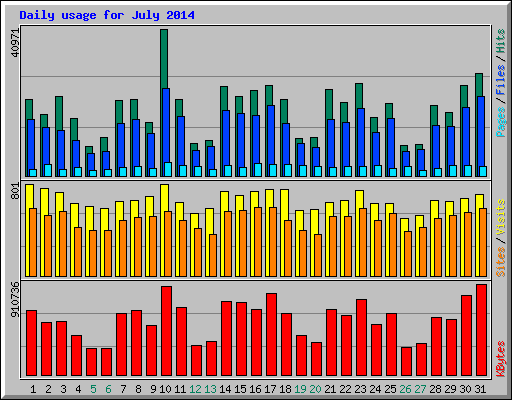 Daily usage for July 2014
40971
Pages / Files / Hits
801
Sites / Visits
910736
KBytes
1 2 3 4 5 6 7 8 9 10 11 12 13 14 15 16 17 18 19 20 21 22 23 24 25 26 27 28 29 30 31